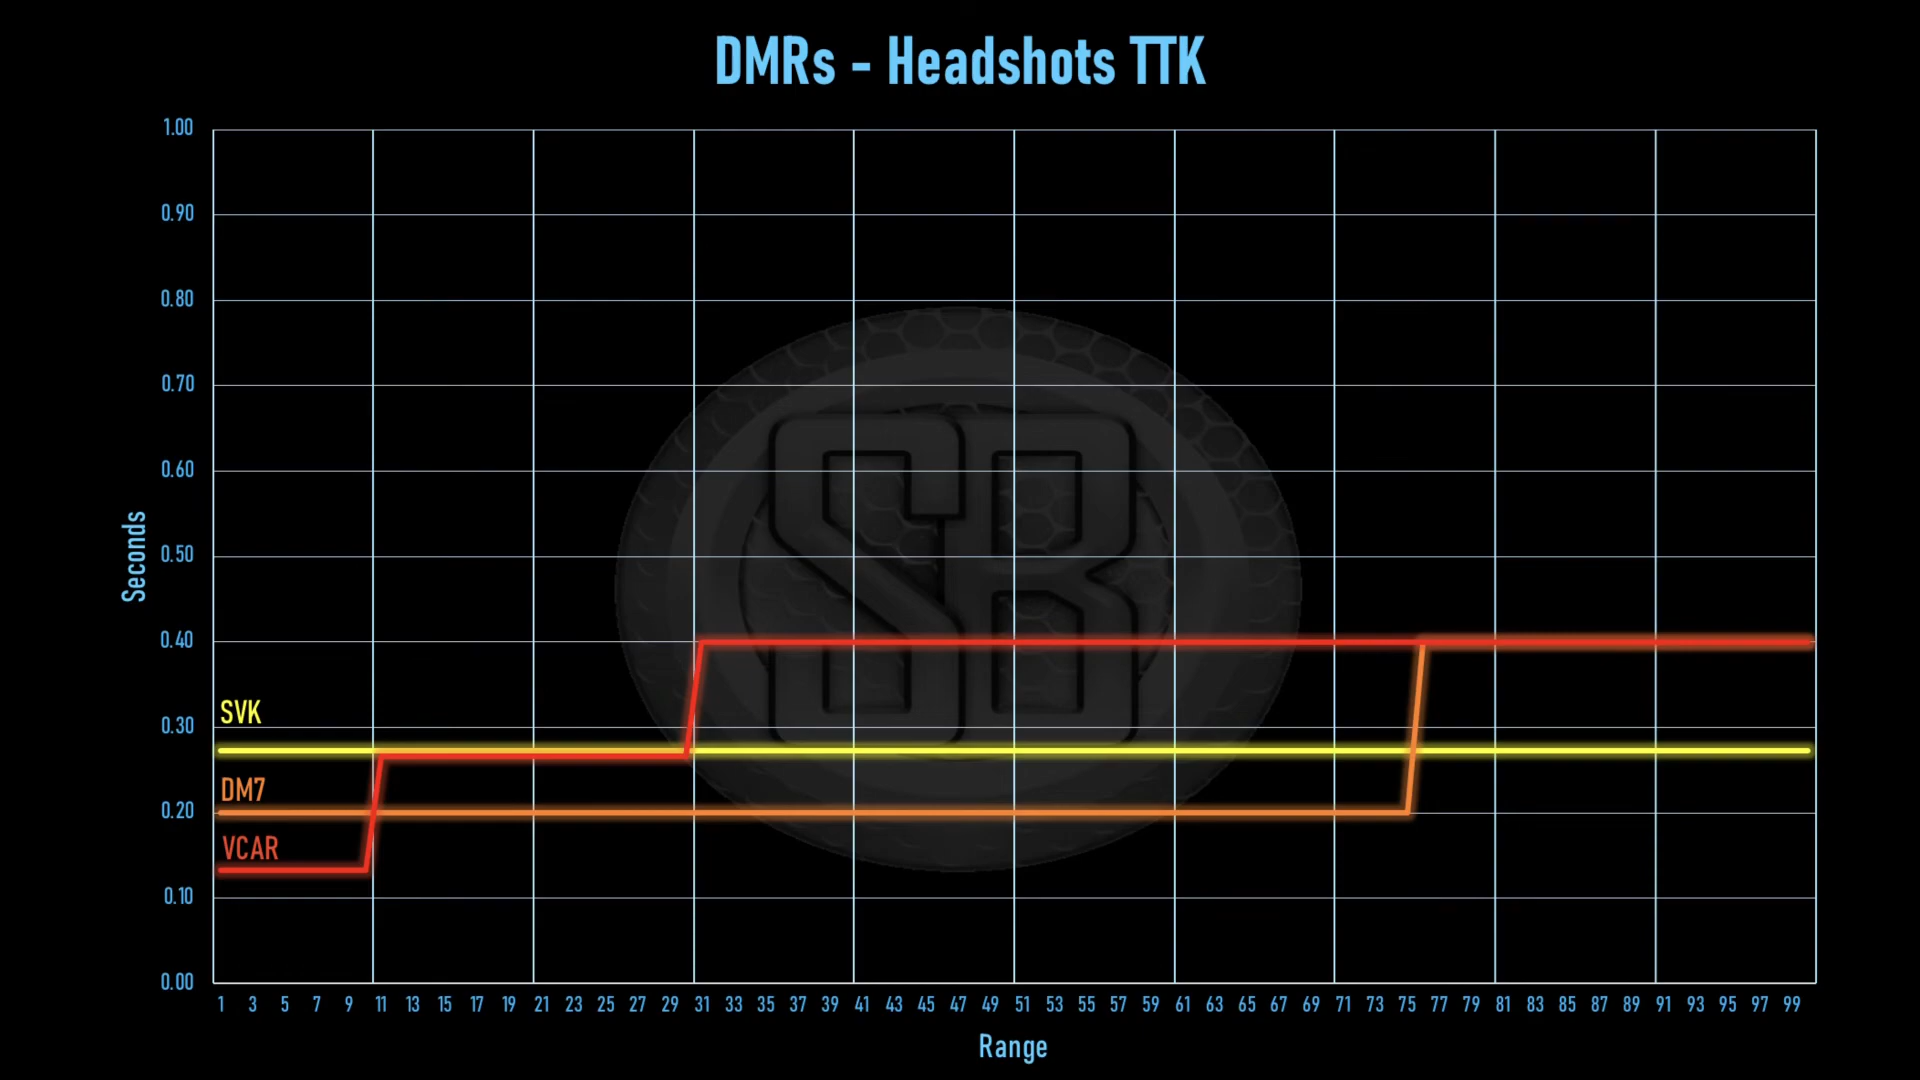 DMRs - Headshots TTK
1.00
0.90
0.80
0.70
0.60
0.50
0.40
0.30
0.20
0.10
0.00
Seconds
SVK
DM7
VCAR
SB
1 3 5 7 9 11 13 15 17 19 21 23 25 27 29 31 33 35 37 39 41 43 45 47 49 51 53 55 57 59 61 63 65 67 69 71 73 75 77 79 81 83 85 87 89 91 93 95 97 99
Range